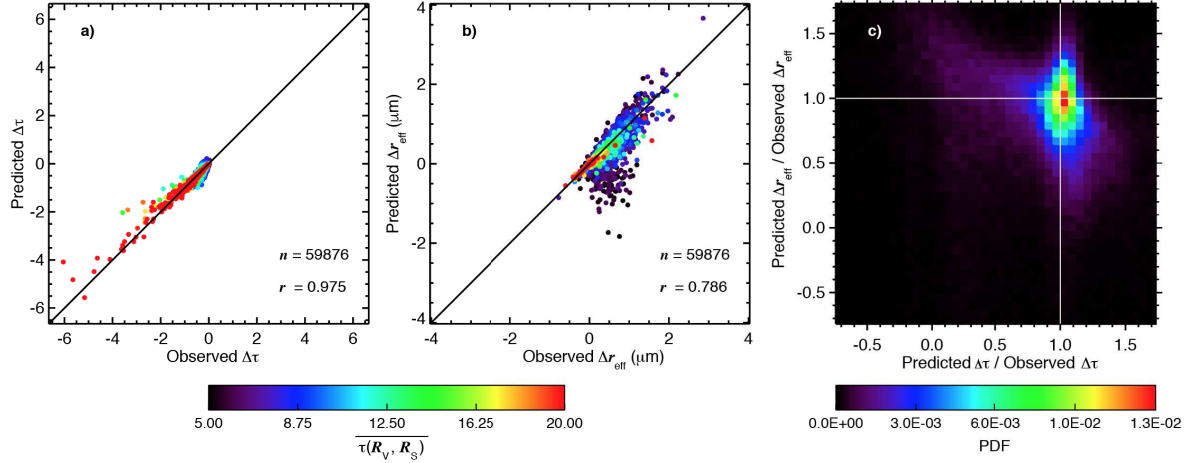 a)
Predicted Δτ
6
4
2
0
-2
-4
-6
n = 59876
r = 0.975
-6 -4 -2 0 2 4 6
Observed Δτ
b)
Predicted Δr_eff (μm)
4
2
0
-2
-4
n = 59876
r = 0.786
-4 -2 0 2 4
Observed Δr_eff (μm)
c)
Predicted Δr_eff / Observed Δr_eff
1.5
1.0
0.5
0.0
-0.5
-0.5 0.0 0.5 1.0 1.5
Predicted Δτ / Observed Δτ
5.00 8.75 12.50 16.25 20.00
τ(R_V, R_S)
0.0E+00 3.0E-03 6.0E-03 1.0E-02 1.3E-02
PDF